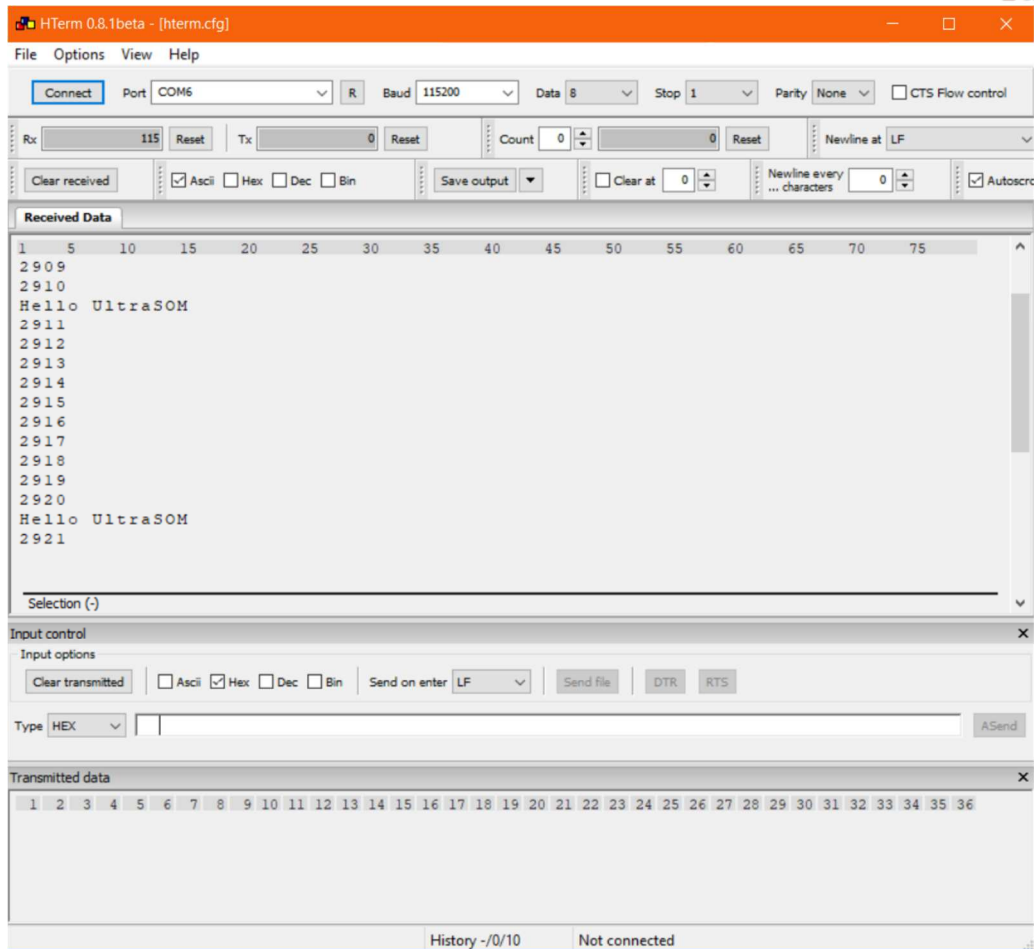 HTerm 0.8.1beta - [hterm.cfg]
File Options View Help
Connect Port COM6 R Baud 115200 Data 8 Stop 1 Parity None CTS Flow control
Rx 115 Reset Tx 0 Reset Count 0 0 Reset Newline at LF
Clear received Ascii Hex Dec Bin Save output Clear at 0 Newline every ... characters 0 Autoscro
Received Data
1 5 10 15 20 25 30 35 40 45 50 55 60 65 70 75
2909
2910
Hello UltraSOM
2911
2912
2913
2914
2915
2916
2917
2918
2919
2920
Hello UltraSOM
2921
Selection (-)
Input control
Input options
Clear transmitted Ascii Hex Dec Bin Send on enter LF Send file DTR RTS
Type HEX ASend
Transmitted data
1 2 3 4 5 6 7 8 9 10 11 12 13 14 15 16 17 18 19 20 21 22 23 24 25 26 27 28 29 30 31 32 33 34 35 36
History -/0/10 Not connected